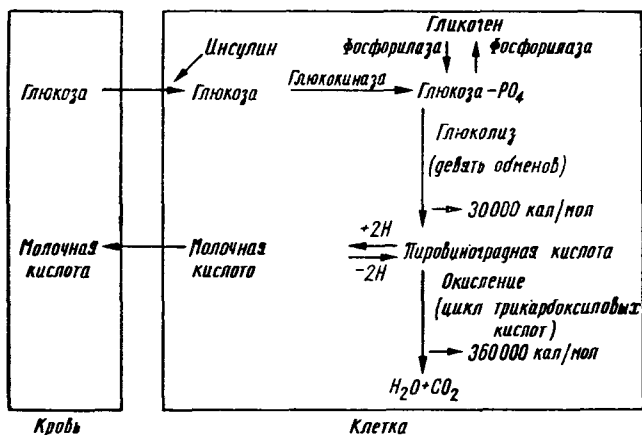 Гликоген
Инсулин
Фосфорилаза Фосфорилаза
Глюкоза Глюкоза Глюкокиназа Глюкоза-PO₄
Глюколиз
(девять обменов)
30000 кал/мол
+2H
Молочная кислота Молочная кислота Пировиноградная кислота
-2H
Окисление
(цикл трикарбоксиловых
кислот)
360000 кал/мол
H₂O+CO₂
Кровь Клетка